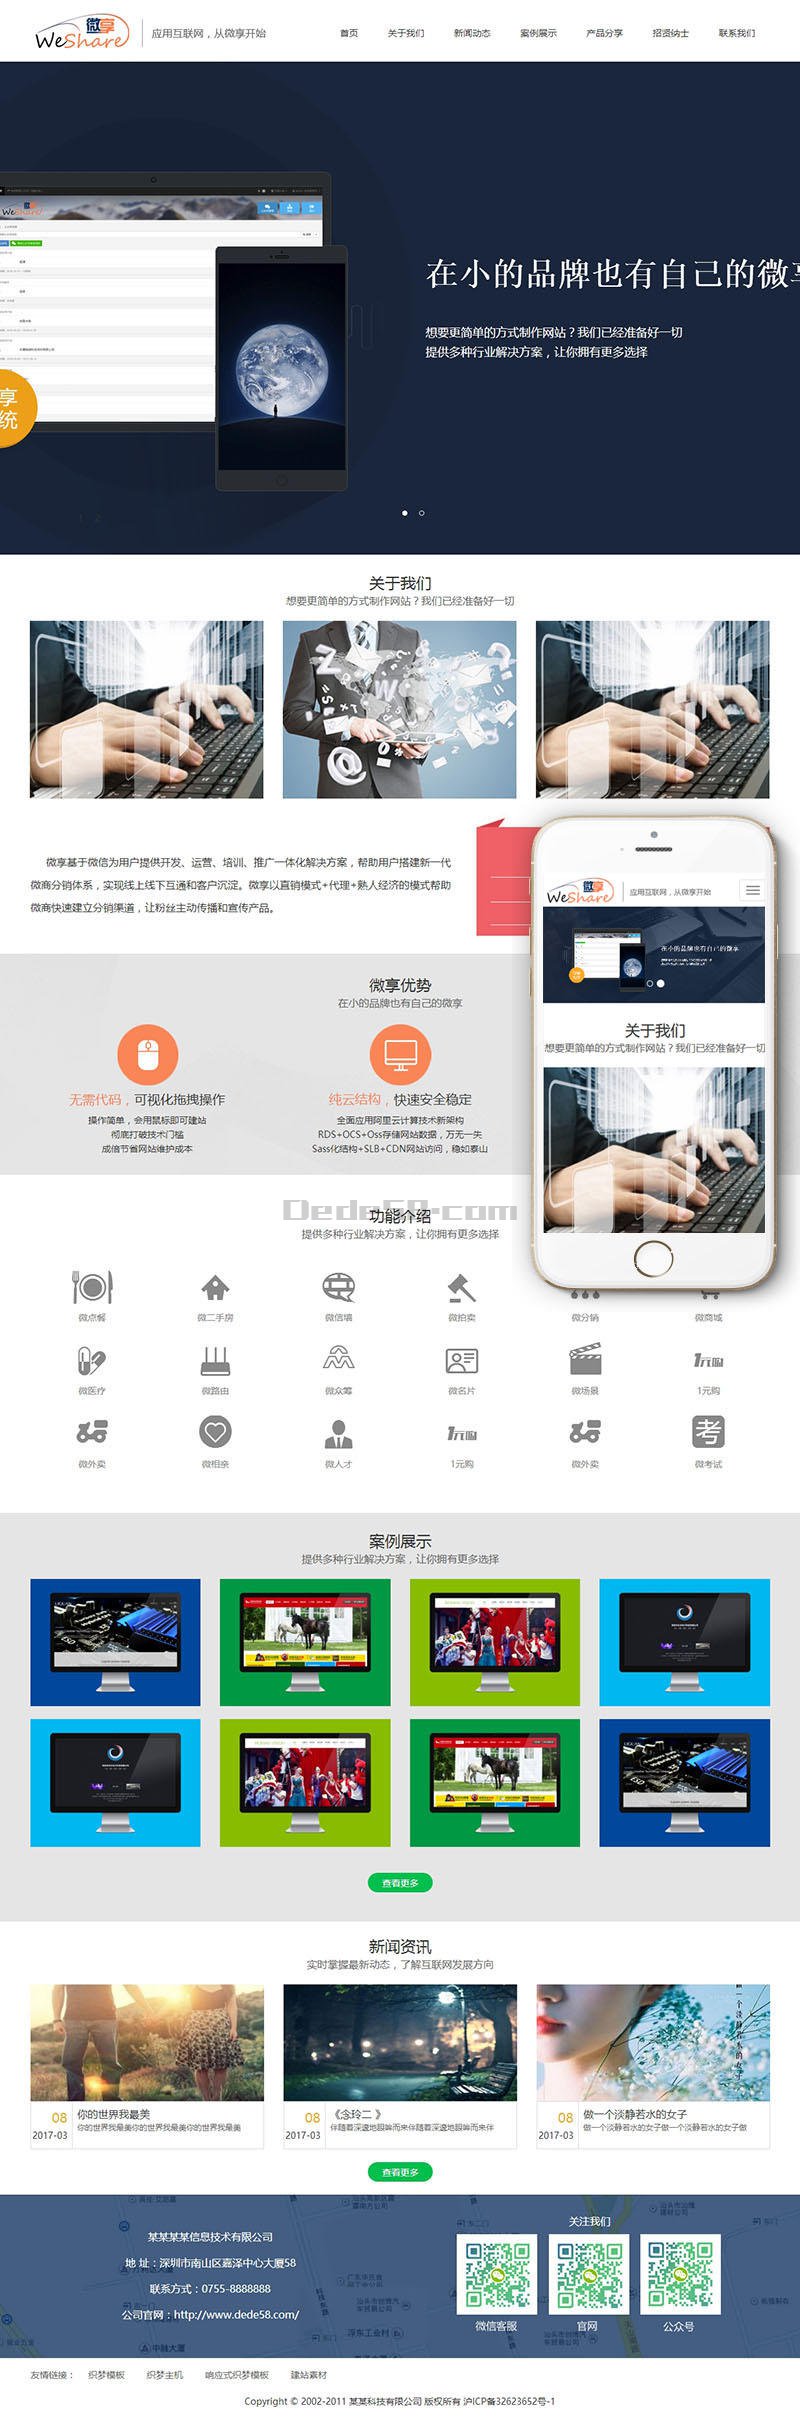 微享
WeShare
应用互联网，从微享开始
首页 关于我们 新闻动态 案例展示 产品分享 招贤纳士 联系我们
WeShare
享
统
在小的品牌也有自己的微享
想要更简单的方式制作网站？我们已经准备好一切
提供多种行业解决方案，让你拥有更多选择
关于我们
想要更简单的方式制作网站？我们已经准备好一切
微享基于微信为用户提供开发、运营、培训、推广一体化解决方案，帮助用户搭建新一代
微商分销体系，实现线上线下互通和客户沉淀。微享以直销模式+代理+熟人经济的模式帮助
微商快速建立分销渠道，让粉丝主动传播和宣传产品。
微享
WeShare
应用互联网，从微享开始
在小的品牌也有自己的微享
关于我们
想要更简单的方式制作网站？我们已经准备好一切
微享优势
在小的品牌也有自己的微享
无需代码，可视化拖拽操作
操作简单，会用鼠标即可建站
彻底打破技术门槛
成倍节省网站维护成本
纯云结构，快速安全稳定
全面应用阿里云计算技术新架构
RDS+OCS+Oss存储网站数据，万无一失
Sass化结构+SLB+CDN网站访问，稳如泰山
Dede58.com
功能介绍
提供多种行业解决方案，让你拥有更多选择
微点餐 微二手房 微信墙 微拍卖 微分销 微商城
1元购
微医疗 微路由 微众筹 微名片 微场景 1元购
1元购 考
微外卖 微相亲 微人才 1元购 微外卖 微考试
案例展示
提供多种行业解决方案，让你拥有更多选择
查看更多
新闻资讯
实时掌握最新动态，了解互联网发展方向
一个淡静若水的女子
08
2017-03
你的世界我最美
你的世界我最美你的世界我最美你的世界我最美
08
2017-03
《念玲二 》
伴随着深邃地眼眸而来伴随着深邃地眼眸而来伴
08
2017-03
做一个淡静若水的女子
做一个淡静若水的女子做一个淡静若水的女子做
查看更多
某某某某信息技术有限公司
地 址：深圳市南山区嘉泽中心大厦58
联系方式：0755-8888888
公司官网：http://www.dede58.com/
关注我们
微信客服 官网 公众号
浮东工业村
中融大厦
友情链接： 织梦模板 织梦主机 响应式织梦模板 建站素材
Copyright © 2002-2011 某某科技有限公司 版权所有 沪ICP备32623652号-1